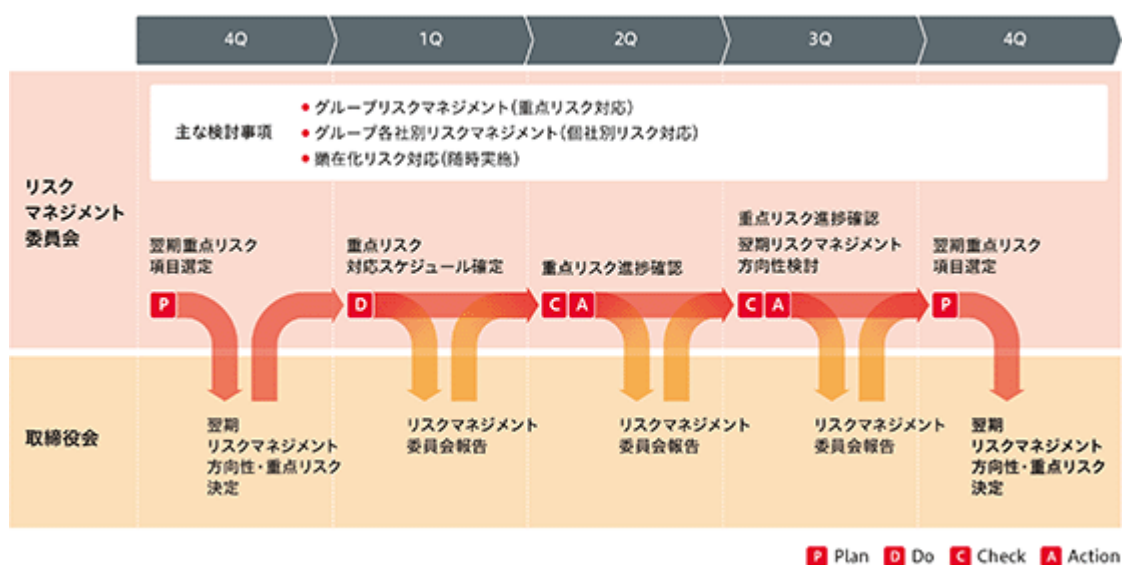 4Q
1Q
2Q
3Q
4Q
主な検討事項
● グループリスクマネジメント(重点リスク対応)
● グループ各社別リスクマネジメント(個社別リスク対応)
● 顕在化リスク対応(随時実施)
リスク
マネジメント
委員会
翌期重点リスク
項目選定
P
重点リスク
対応スケジュール確定
D
重点リスク進捗確認
C A
重点リスク進捗確認
翌期リスクマネジメント
方向性検討
C A
翌期重点リスク
項目選定
P
取締役会
翌期
リスクマネジメント
方向性・重点リスク
決定
リスクマネジメント
委員会報告
リスクマネジメント
委員会報告
リスクマネジメント
委員会報告
翌期
リスクマネジメント
方向性・重点リスク
決定
P Plan D Do C Check A Action